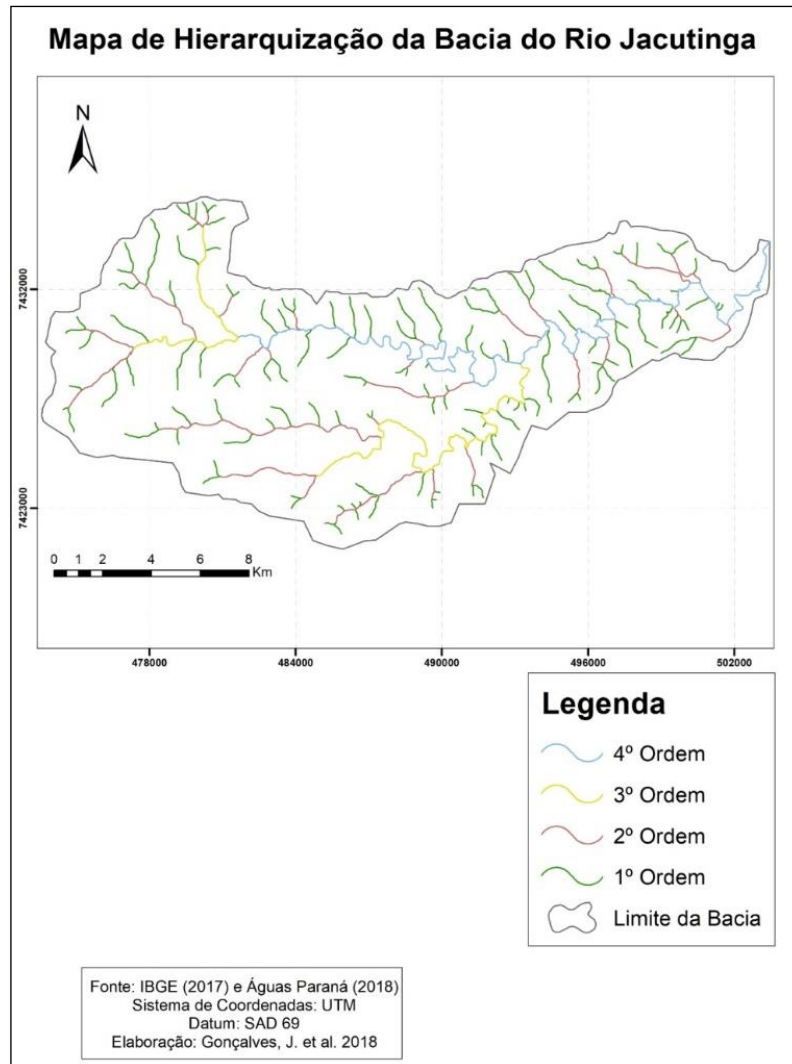 Mapa de Hierarquização da Bacia do Rio Jacutinga
N
7432000
7423000
0 1 2 4 6 8
Km
478000 484000 490000 496000 502000
Legenda
4º Ordem
3º Ordem
2º Ordem
1º Ordem
Limite da Bacia
Fonte: IBGE (2017) e Águas Paraná (2018)
Sistema de Coordenadas: UTM
Datum: SAD 69
Elaboração: Gonçalves, J. et al. 2018